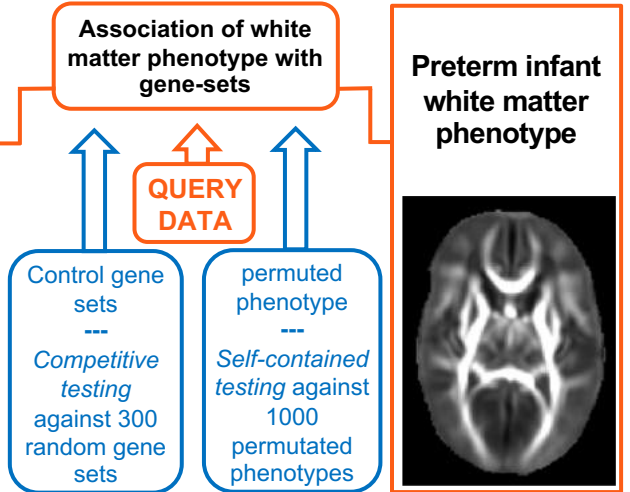 Association of white
matter phenotype with
gene-sets
QUERY
DATA
Control gene
sets
---
Competitive
testing
against 300
random gene
sets
permuted
phenotype
---
Self-contained
testing against
1000
permutated
phenotypes
Preterm infant
white matter
phenotype